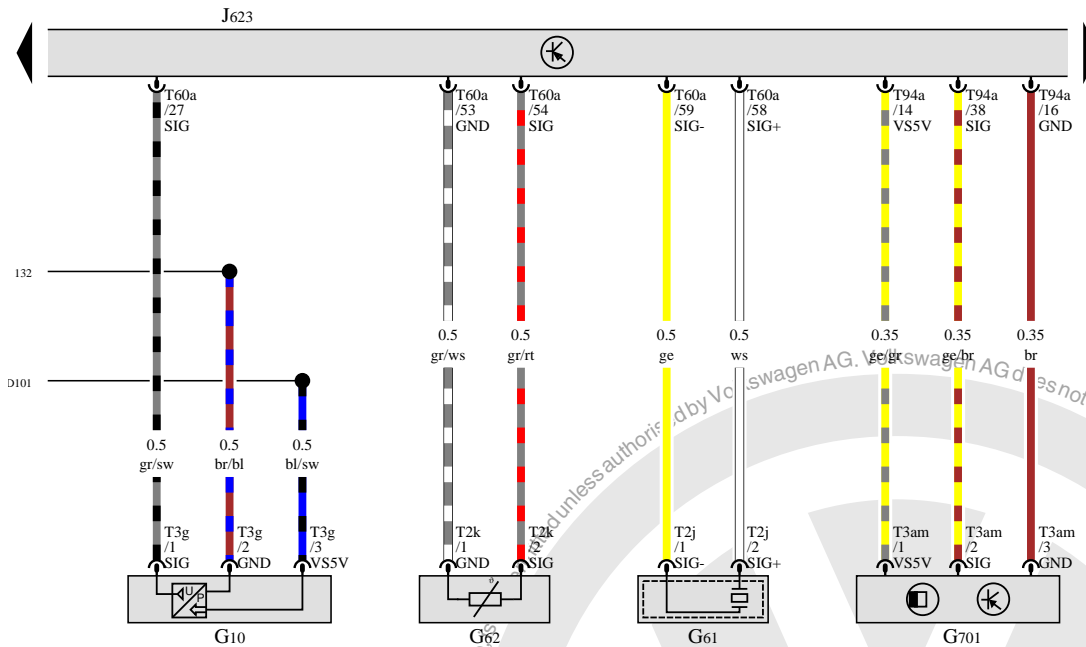 J623
T60a
/27
SIG
T60a
/53
GND
T60a
/54
SIG
T60a
/59
SIG-
T60a
/58
SIG+
T94a
/14
VS5V
T94a
/38
SIG
T94a
/16
GND
132
D101
0.5
gr/ws
0.5
gr/rt
0.5
ge
0.5
ws
0.35
ge/gr
0.35
ge/br
0.35
br
0.5
gr/sw
0.5
br/bl
0.5
bl/sw
unless authorised by Volkswagen AG. Volkswagen AG does not
T3g
/1
SIG
T3g
/2
GND
T3g
/3
VS5V
T2k
/1
GND
T2k
/2
SIG
T2j
/1
SIG-
T2j
/2
SIG+
T3am
/1
VS5V
T3am
/2
SIG
T3am
/3
GND
U
P
ϑ
G10
G62
G61
G701